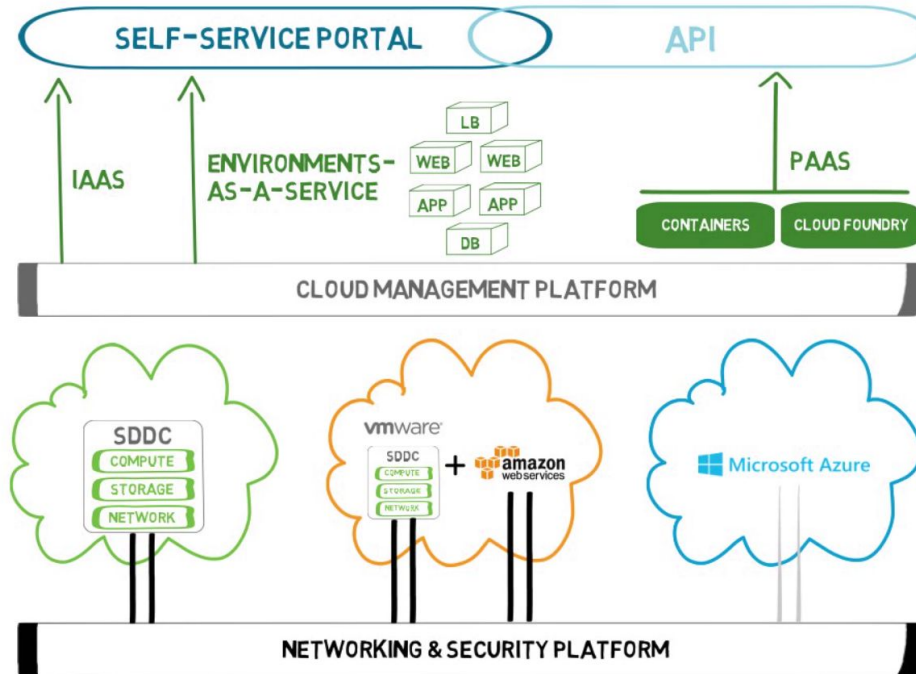 SELF-SERVICE PORTAL
API
IAAS
ENVIRONMENTS-
AS-A-SERVICE
LB
WEB
WEB
APP
APP
DB
PAAS
CONTAINERS
CLOUD FOUNDRY
CLOUD MANAGEMENT PLATFORM
SDDC
COMPUTE
STORAGE
NETWORK
vmware®
SDDC
COMPUTE
STORAGE
NETWORK
+
amazon
webservices
Microsoft Azure
NETWORKING & SECURITY PLATFORM